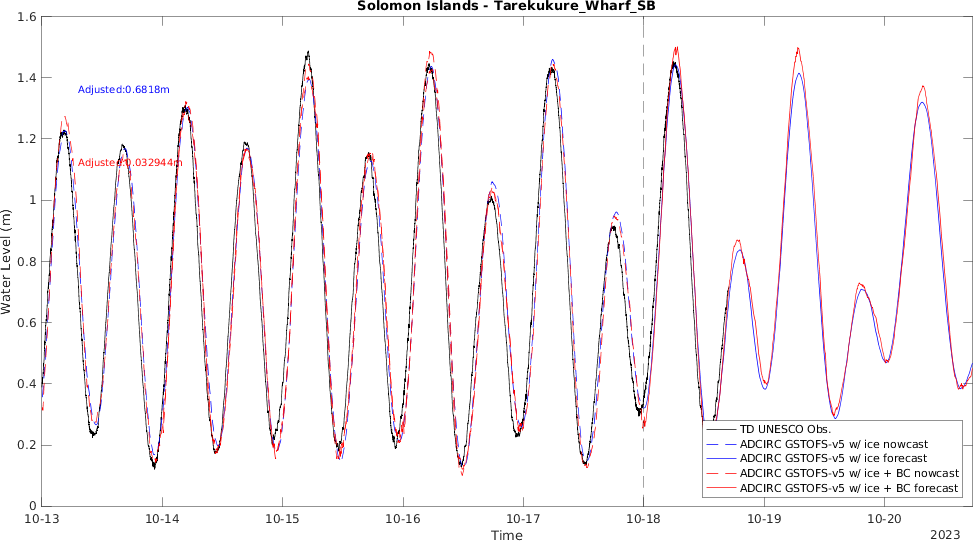 Solomon Islands - Tarekukure_Wharf_SB
1.6
1.4
1.2
1
0.8
0.6
0.4
0.2
0
Water Level (m)
Adjusted:0.6818m
Adjusted:0.032944m
TD UNESCO Obs.
ADCIRC GSTOFS-v5 w/ ice nowcast
ADCIRC GSTOFS-v5 w/ ice forecast
ADCIRC GSTOFS-v5 w/ ice + BC nowcast
ADCIRC GSTOFS-v5 w/ ice + BC forecast
10-13 10-14 10-15 10-16 10-17 10-18 10-19 10-20
Time
2023